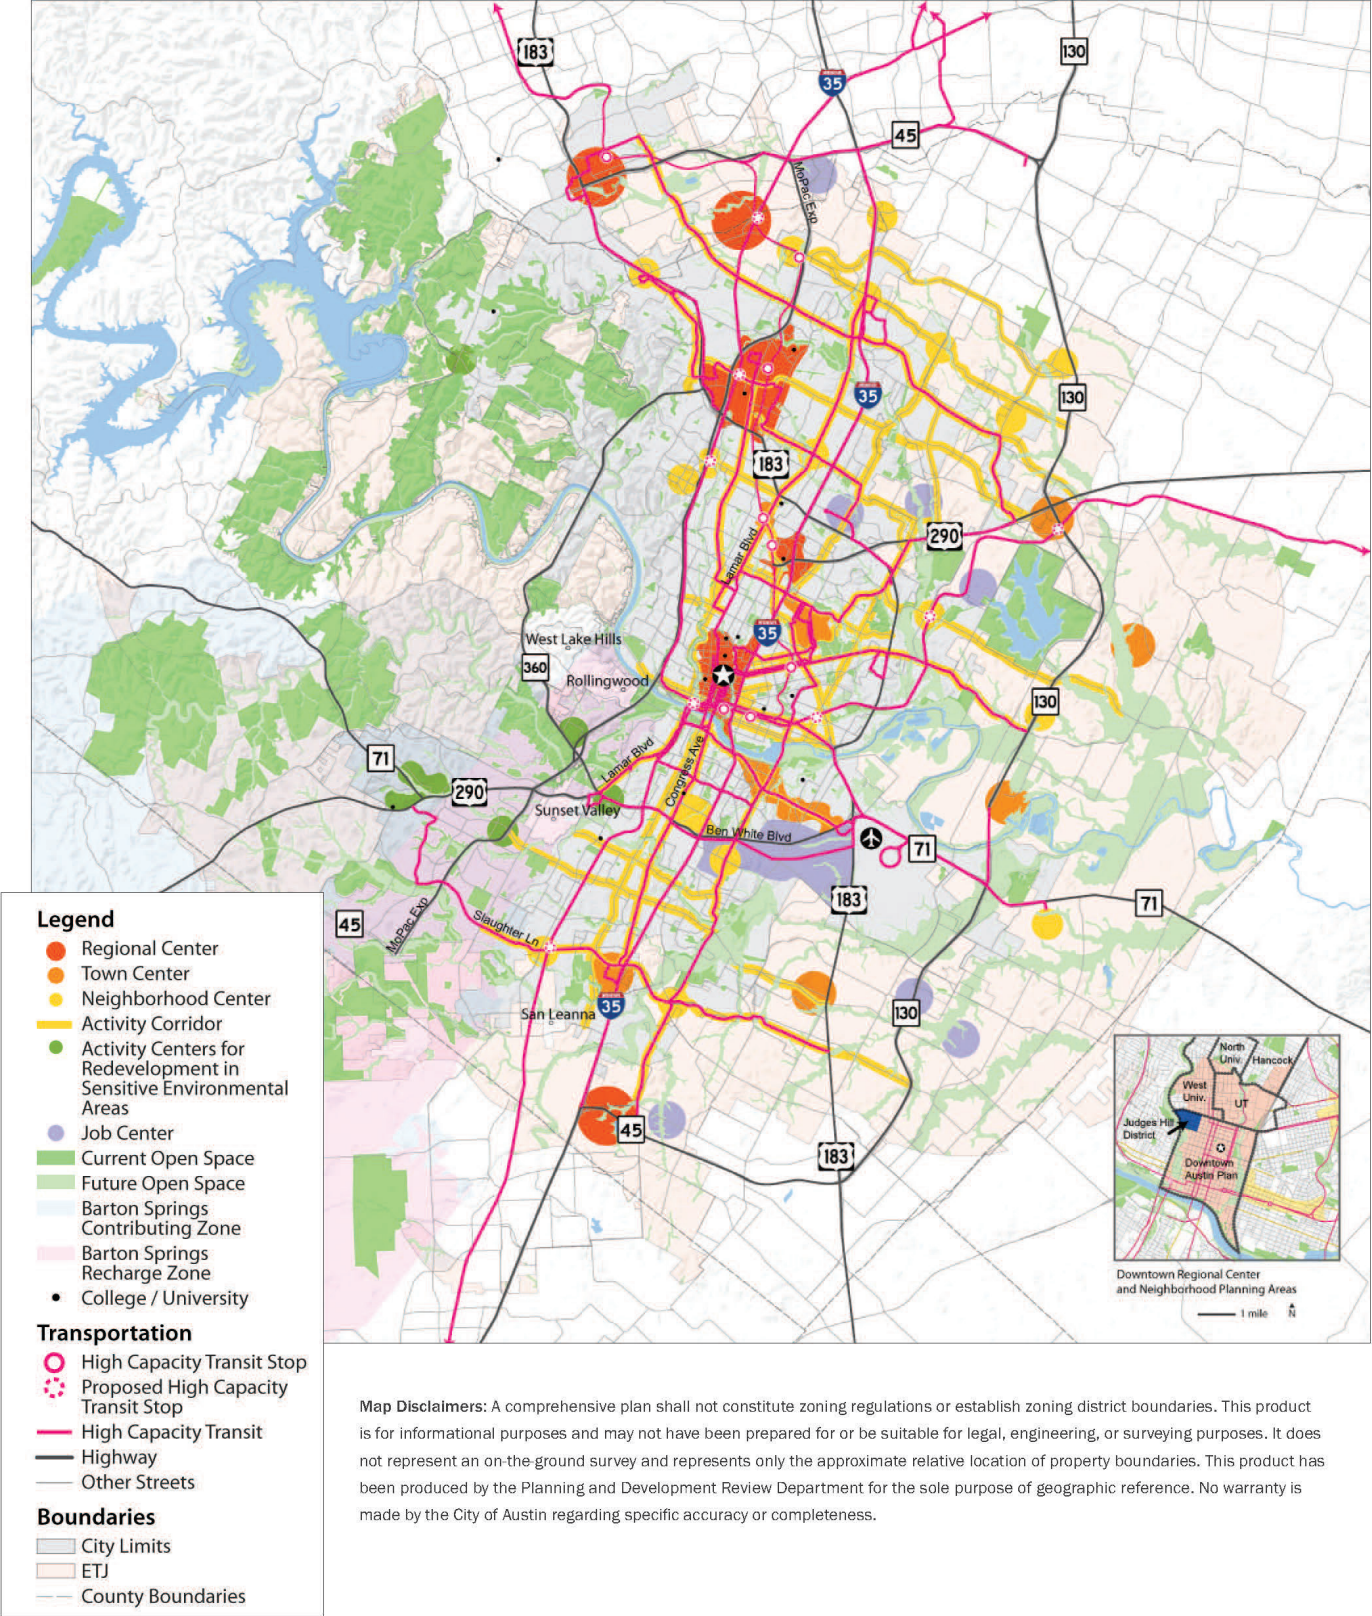 183
35
130
45
MoPac Exp
35
130
183
290
Lamar Blvd
35
West Lake Hills
360
Rollingwood
130
71
290
Lamar Blvd
Congress Ave
Sunset Valley
Ben White Blvd
71
183
71
45
MoPac Exp
Slaughter Ln
San Leanna
35
130
45
183
North
Univ.
Hancock
West
Univ.
UT
Judges Hill
District
Downtown
Austin Plan
Downtown Regional Center
and Neighborhood Planning Areas
1 mile
N
Legend
Regional Center
Town Center
Neighborhood Center
Activity Corridor
Activity Centers for
Redevelopment in
Sensitive Environmental
Areas
Job Center
Current Open Space
Future Open Space
Barton Springs
Contributing Zone
Barton Springs
Recharge Zone
College / University
Transportation
High Capacity Transit Stop
Proposed High Capacity
Transit Stop
High Capacity Transit
Highway
Other Streets
Boundaries
City Limits
ETJ
County Boundaries
Map Disclaimers: A comprehensive plan shall not constitute zoning regulations or establish zoning district boundaries. This product
is for informational purposes and may not have been prepared for or be suitable for legal, engineering, or surveying purposes. It does
not represent an on-the-ground survey and represents only the approximate relative location of property boundaries. This product has
been produced by the Planning and Development Review Department for the sole purpose of geographic reference. No warranty is
made by the City of Austin regarding specific accuracy or completeness.